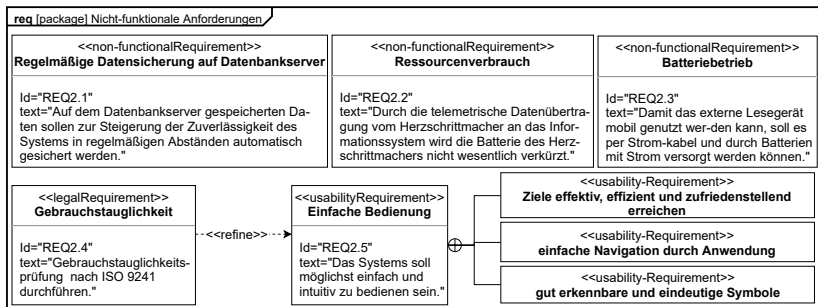 req [package] Nicht-funktionale Anforderungen
<<non-functionalRequirement>>
Regelmäßige Datensicherung auf Datenbankserver
Id="REQ2.1"
text="Auf dem Datenbankserver gespeicherten Da-
ten sollen zur Steigerung der Zuverlässigkeit des
Systems in regelmäßigen Abständen automatisch
gesichert werden."
<<non-functionalRequirement>>
Ressourcenverbrauch
Id="REQ2.2"
text="Durch die telemetrische Datenübertra-
gung vom Herzschrittmacher an das Infor-
mationssystem wird die Batterie des Herz-
schrittmachers nicht wesentlich verkürzt."
<<non-functionalRequirement>>
Batteriebetrieb
Id="REQ2.3"
text="Damit das externe Lesegerät
mobil genutzt wer-den kann, soll es
per Strom-kabel und durch Batterien
mit Strom versorgt werden können."
<<legalRequirement>>
Gebrauchstauglichkeit
Id="REQ2.4"
text="Gebrauchstauglichkeits-
prüfung nach ISO 9241
durchführen."
<<refine>>
<<usabilityRequirement>>
Einfache Bedienung
Id="REQ2.5"
text="Das Systems soll
möglichst einfach und
intuitiv zu bedienen sein."
<<usability-Requirement>>
Ziele effektiv, effizient und zufriedenstellend
erreichen
<<usability-Requirement>>
einfache Navigation durch Anwendung
<<usability-Requirement>>
gut erkennbare und eindeutige Symbole